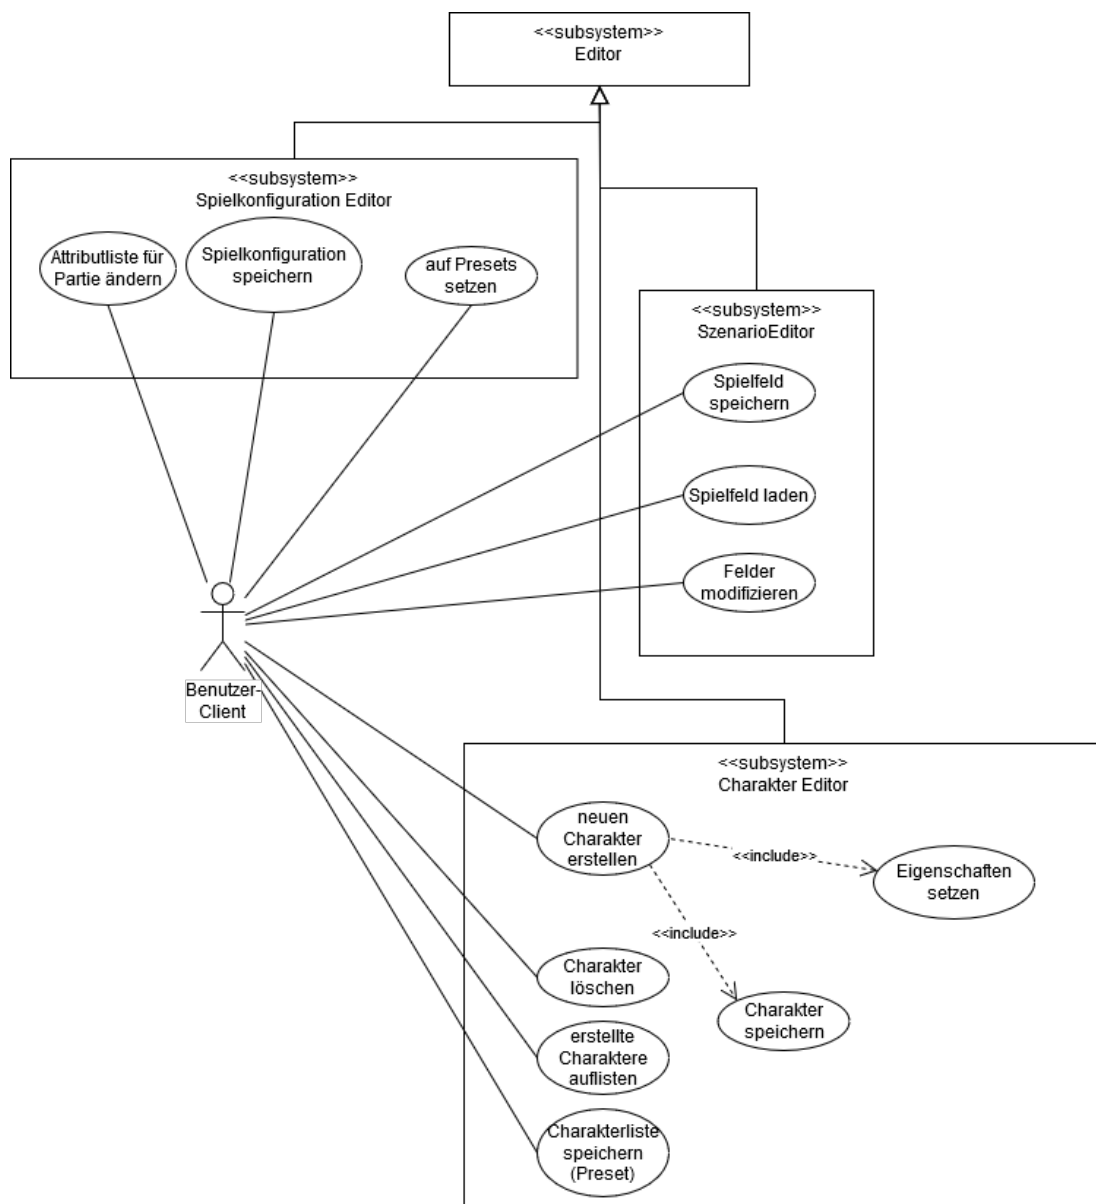 <<subsystem>>
Editor
<<subsystem>>
Spielkonfiguration Editor
Attributliste für
Partie ändern
Spielkonfiguration
speichern
auf Presets
setzen
<<subsystem>>
SzenarioEditor
Spielfeld
speichern
Spielfeld laden
Felder
modifizieren
Benutzer-
Client
<<subsystem>>
Charakter Editor
neuen
Charakter
erstellen
<<include>>
Eigenschaften
setzen
<<include>>
Charakter
löschen
Charakter
speichern
erstellte
Charaktere
auflisten
Charakterliste
speichern
(Preset)